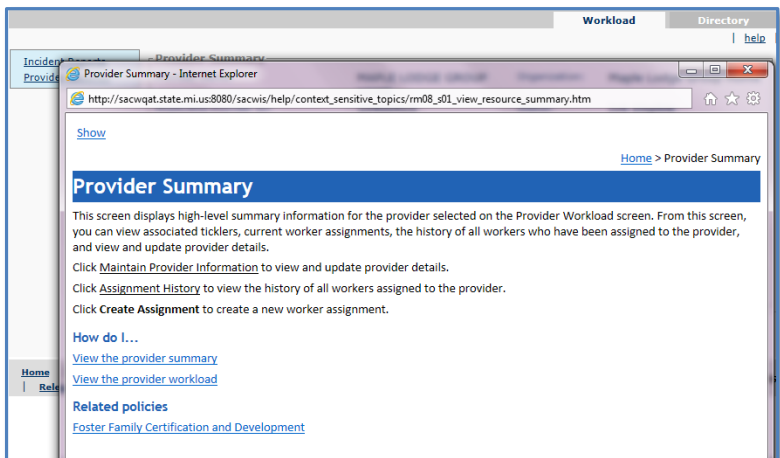 Workload Directory
| help |
Incident Reports
Provider Summary
Provide
Provider Summary - Internet Explorer
http://sacwqat.state.mi.us:8080/sacwis/help/context_sensitive_topics/rm08_s01_view_resource_summary.htm
Show
Home > Provider Summary
Provider Summary
This screen displays high-level summary information for the provider selected on the Provider Workload screen. From this screen,
you can view associated ticklers, current worker assignments, the history of all workers who have been assigned to the provider,
and view and update provider details.
Click Maintain Provider Information to view and update provider details.
Click Assignment History to view the history of all workers assigned to the provider.
Click Create Assignment to create a new worker assignment.
How do I...
View the provider summary
View the provider workload
Related policies
Foster Family Certification and Development
Home
| Rele